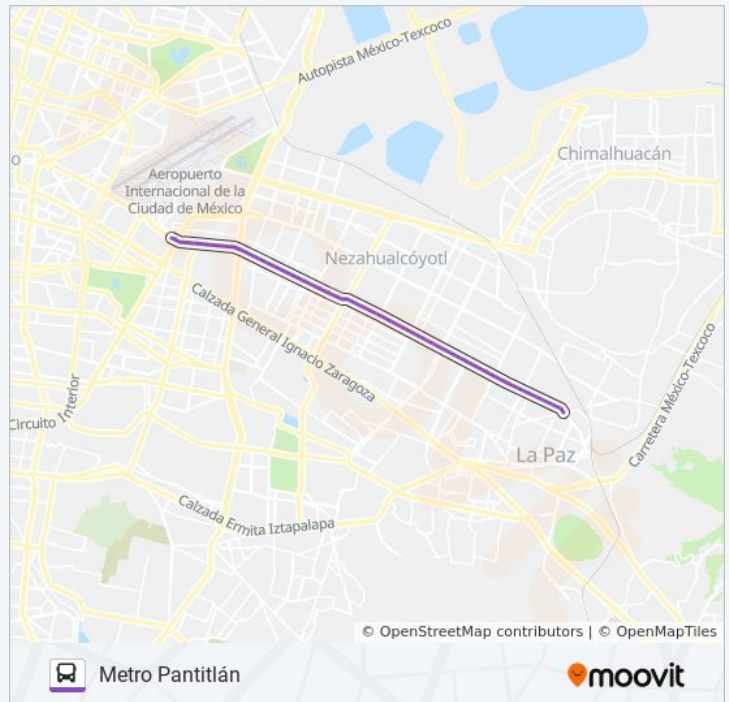 Autopista México-Texcoco
Chimalhuacán
o
Aeropuerto
Internacional de la
Ciudad de México
Nezahualcóyotl
Calzada General Ignacio Zaragoza
Circuito Interior
Carretera México-Texcoco
La Paz
Calzada Ermita Iztapalapa
© OpenStreetMap contributors | © OpenMapTiles
Metro Pantitlán
moovit